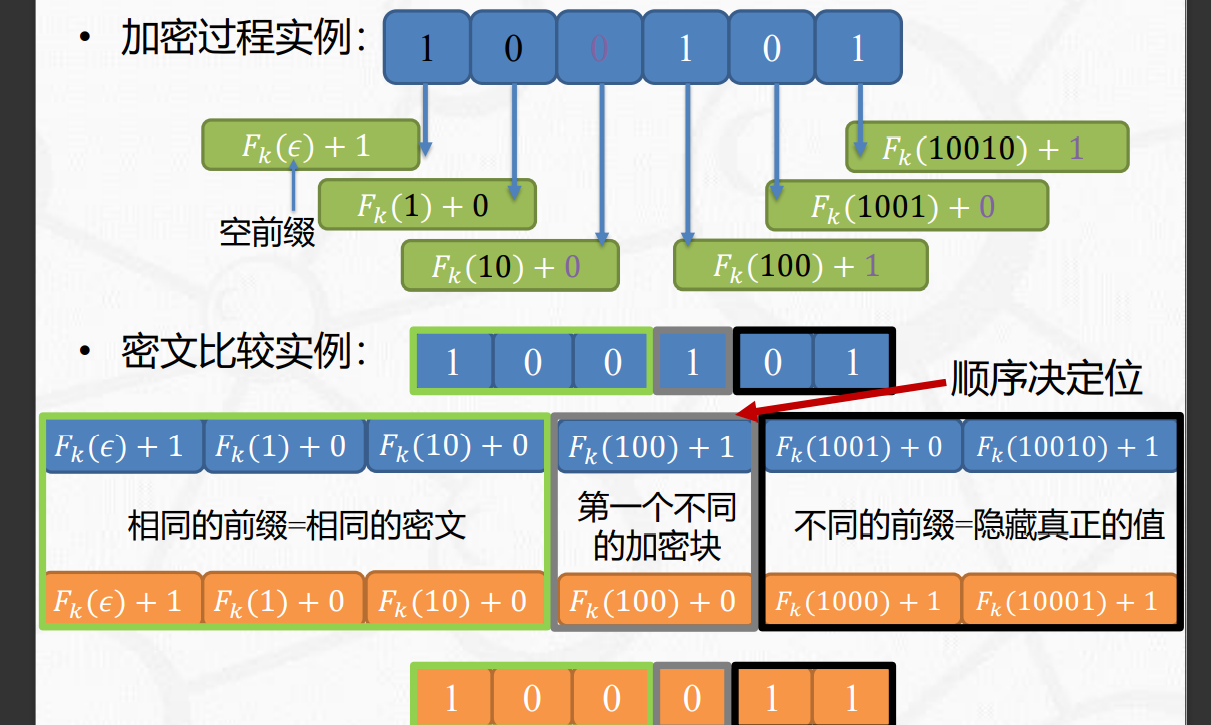 • 加密过程实例：
1 0 0 1 0 1
F_k(ϵ) + 1
F_k(10010) + 1
F_k(1) + 0
F_k(1001) + 0
空前缀
F_k(10) + 0
F_k(100) + 1
• 密文比较实例：
1 0 0 1 0 1
顺序决定位
F_k(ϵ) + 1 F_k(1) + 0 F_k(10) + 0 F_k(100) + 1 F_k(1001) + 0 F_k(10010) + 1
相同的前缀=相同的密文
第一个不同
的加密块
不同的前缀=隐藏真正的值
F_k(ϵ) + 1 F_k(1) + 0 F_k(10) + 0 F_k(100) + 0 F_k(1000) + 1 F_k(10001) + 1
1 0 0 0 1 1